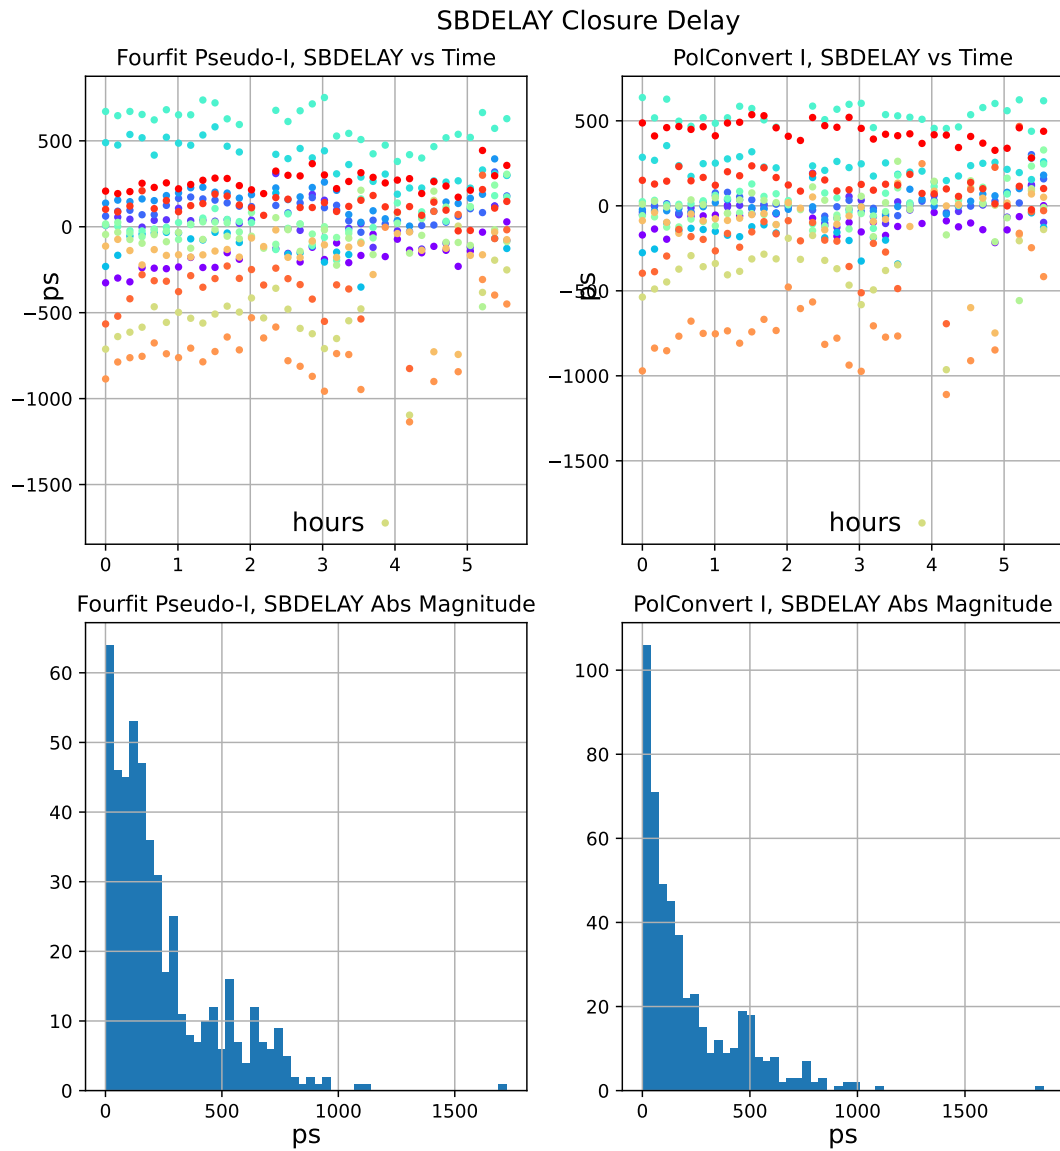 SBDELAY Closure Delay
Fourfit Pseudo-I, SBDELAY vs Time
PolConvert I, SBDELAY vs Time
ps
500
0
−500
−1000
−1500
hours
0 1 2 3 4 5
ps
500
0
−500
−1000
−1500
hours
0 1 2 3 4 5
Fourfit Pseudo-I, SBDELAY Abs Magnitude
PolConvert I, SBDELAY Abs Magnitude
60
50
40
30
20
10
0
0 500 1000 1500
ps
100
80
60
40
20
0
0 500 1000 1500
ps